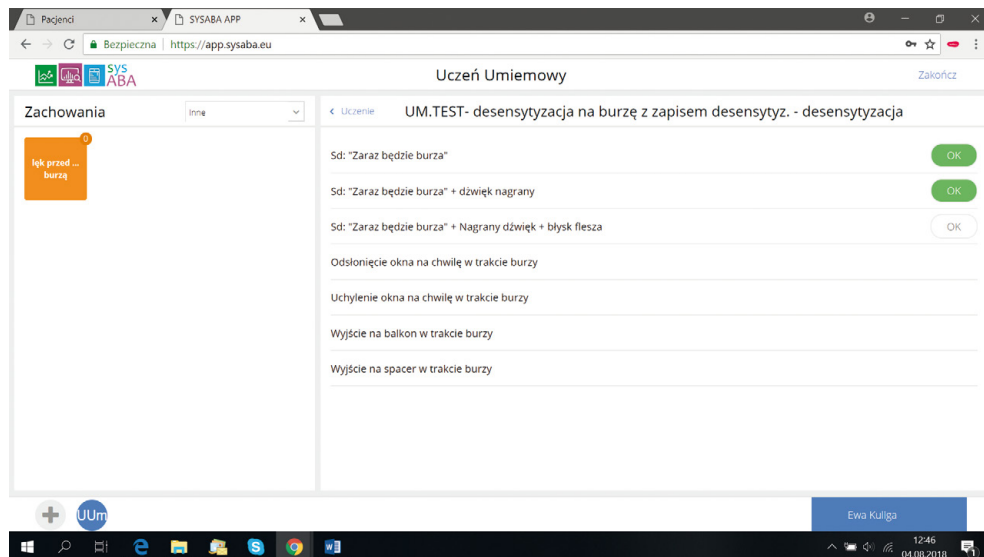 Pacjenci
SYSABA APP
Bezpieczna
https://app.sysaba.eu
sys
ABA
Uczeń Umiemowy
Zakończ
Zachowania
Inne
Uczenie
UM.TEST- desensytyzacja na burzę z zapisem desensytyz. - desensytyzacja
0
lęk przed ...
burzą
Sd: "Zaraz będzie burza"
OK
Sd: "Zaraz będzie burza" + dźwięk nagrany
OK
Sd: "Zaraz będzie burza" + Nagrany dźwięk + błysk flesza
OK
Odsłonięcie okna na chwilę w trakcie burzy
Uchylenie okna na chwilę w trakcie burzy
Wyjście na balkon w trakcie burzy
Wyjście na spacer w trakcie burzy
UUm
Ewa Kuliga
12:46
04.08.2018